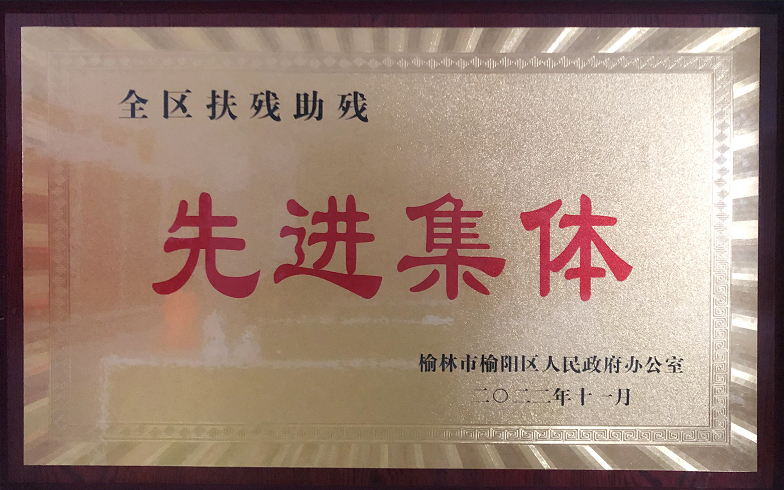 全区扶残助残
先进集体
榆林市榆阳区人民政府办公室
二〇二二年十一月